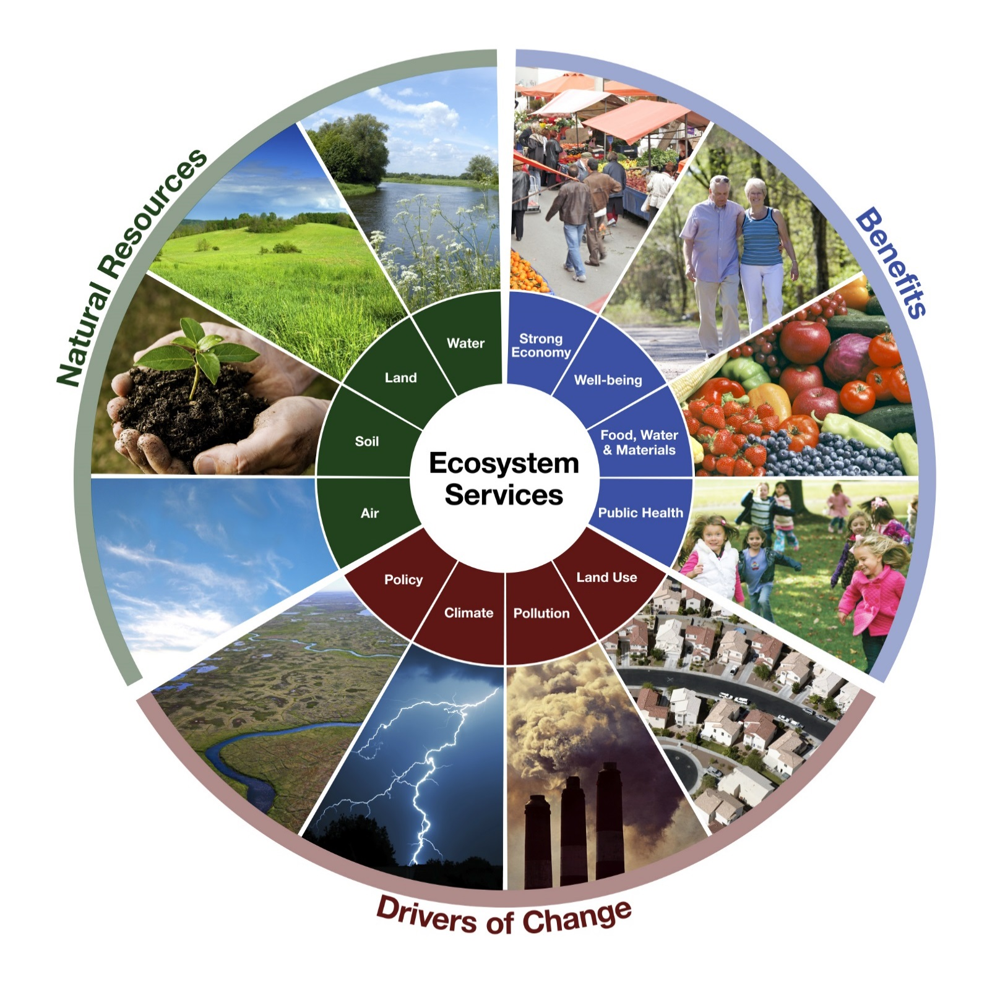 Natural Resources
Benefits
Drivers of Change
Ecosystem
Services
Water
Land
Soil
Air
Strong
Economy
Well-being
Food, Water
& Materials
Public Health
Land Use
Pollution
Climate
Policy